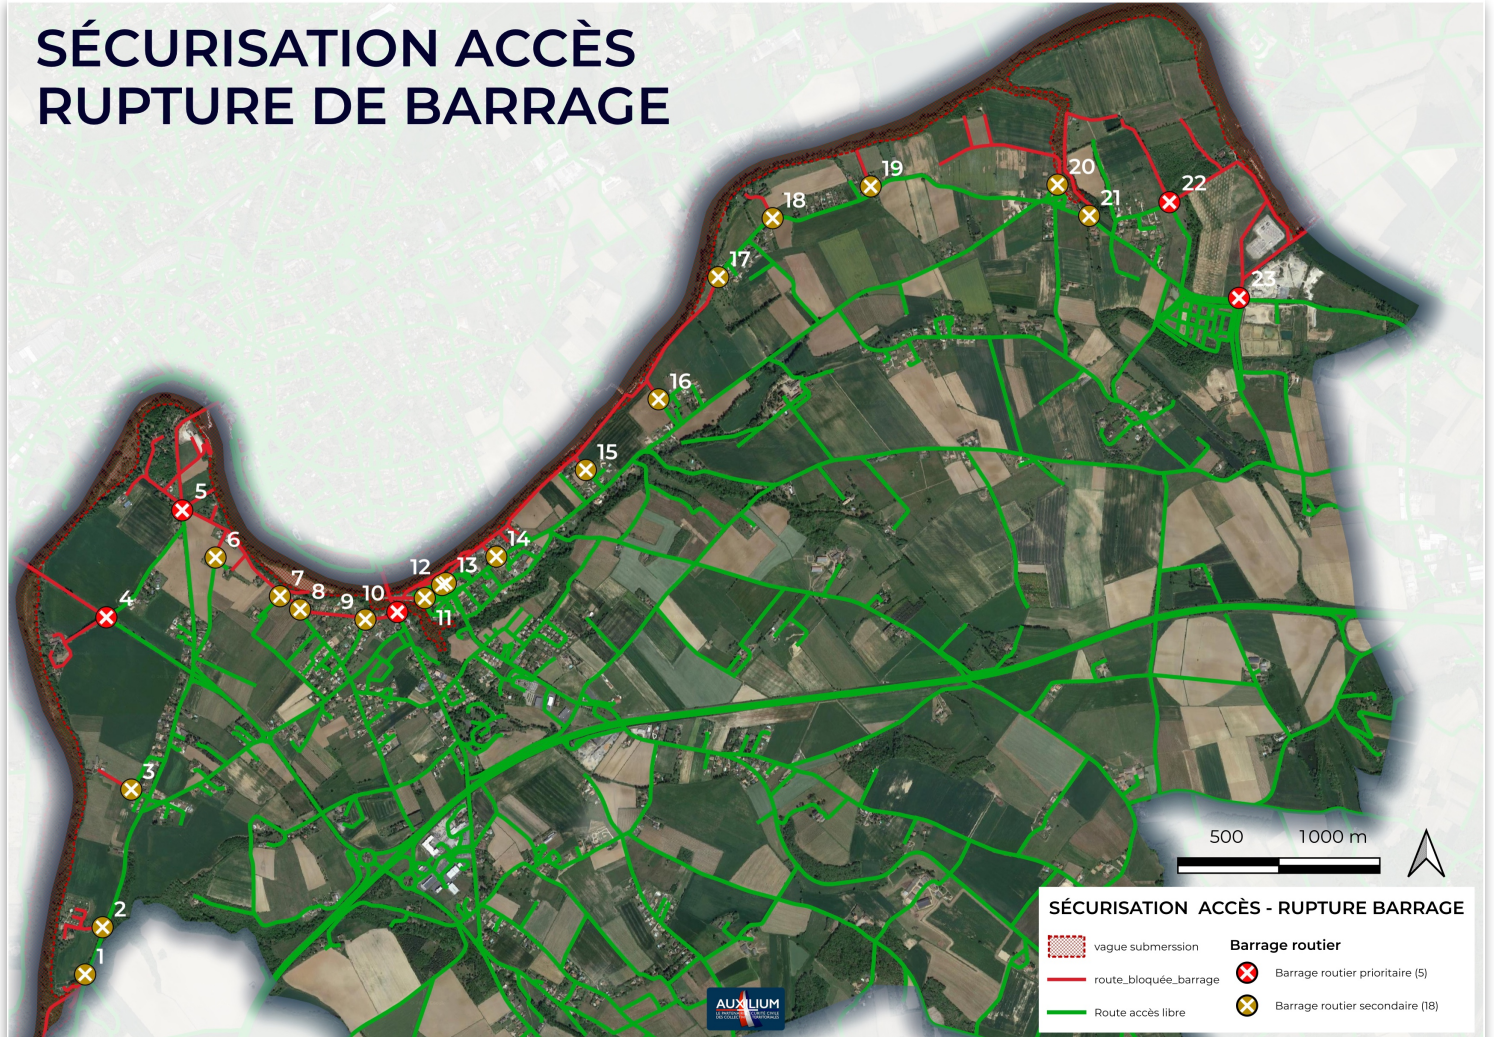 SÉCURISATION ACCÈS
RUPTURE DE BARRAGE
19
20
22
18
21
17
23
16
15
5
14
6
12
13
7
8
9
10
4
11
3
2
1
500
1000 m
SÉCURISATION ACCÈS - RUPTURE BARRAGE
vague submerssion
Barrage routier
route_bloquée_barrage
Barrage routier prioritaire (5)
Route accès libre
Barrage routier secondaire (18)
AUXILIUM